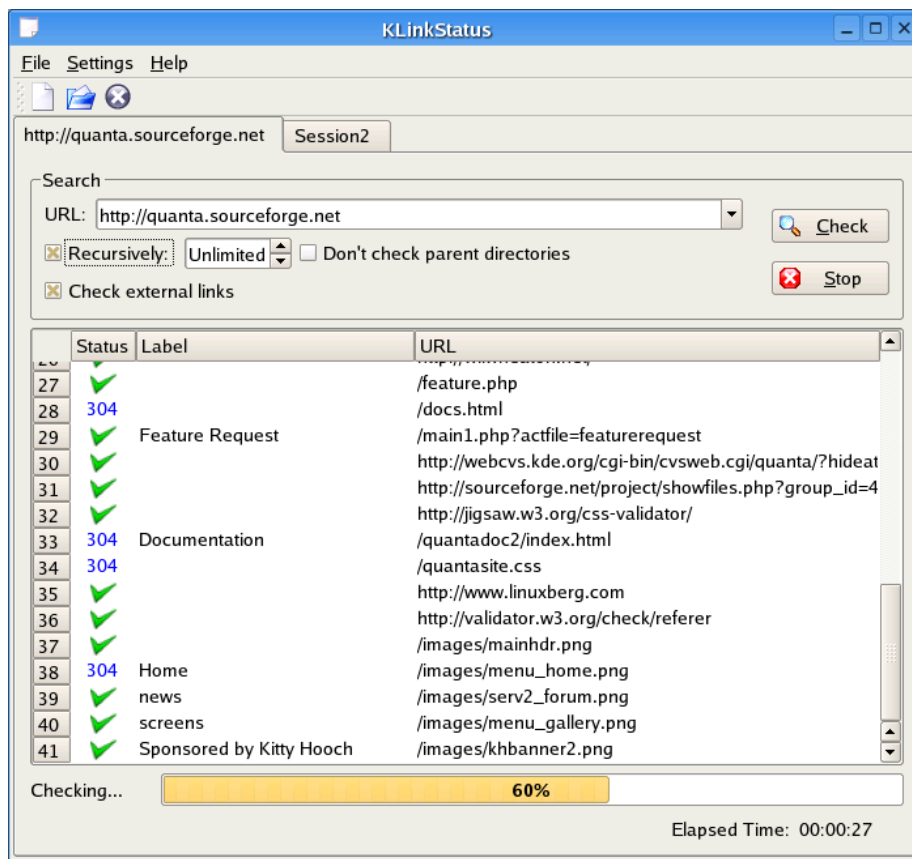 KLinkStatus
File Settings Help
http://quanta.sourceforge.net Session2
Search
URL: http://quanta.sourceforge.net
Check
Recursively: Unlimited Don't check parent directories
Stop
Check external links
Status Label URL
27 /feature.php
28 304 /docs.html
29 Feature Request /main1.php?actfile=featurerequest
30 http://webcvs.kde.org/cgi-bin/cvsweb.cgi/quanta/?hideat
31 http://sourceforge.net/project/showfiles.php?group_id=4
32 http://jigsaw.w3.org/css-validator/
33 304 Documentation /quantadoc2/index.html
34 304 /quantasite.css
35 http://www.linuxberg.com
36 http://validator.w3.org/check/referer
37 /images/mainhdr.png
38 304 Home /images/menu_home.png
39 news /images/serv2_forum.png
40 screens /images/menu_gallery.png
41 Sponsored by Kitty Hooch /images/khbanner2.png
Checking... 60%
Elapsed Time: 00:00:27